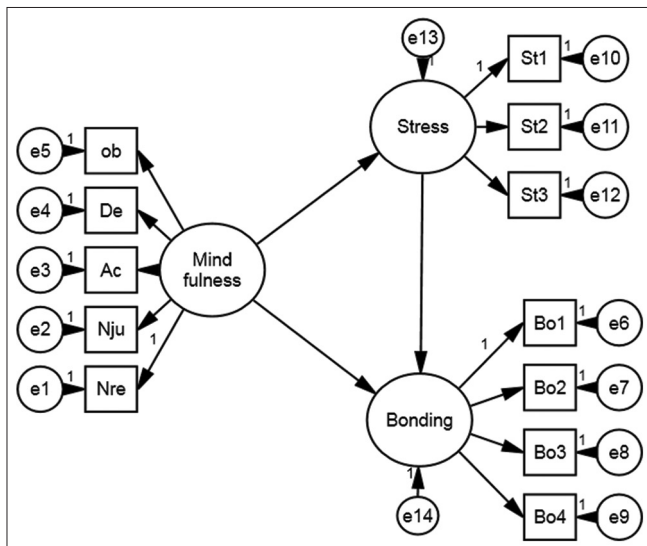 e13
1
St1
1
e10
1
Stress
St2
1
e11
St3
1
e12
e5
1
ob
e4
1
De
e3
1
Ac
e2
1
Nju
e1
1
Nre
1
Mind
fulness
Bo1
1
e6
1
Bo2
1
e7
Bonding
Bo3
1
e8
Bo4
1
e9
1
e14